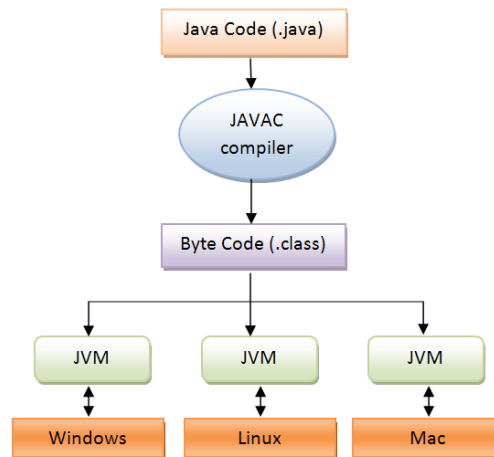 Java Code (.java)
JAVAC
compiler
Byte Code (.class)
JVM
JVM
JVM
Windows
Linux
Mac